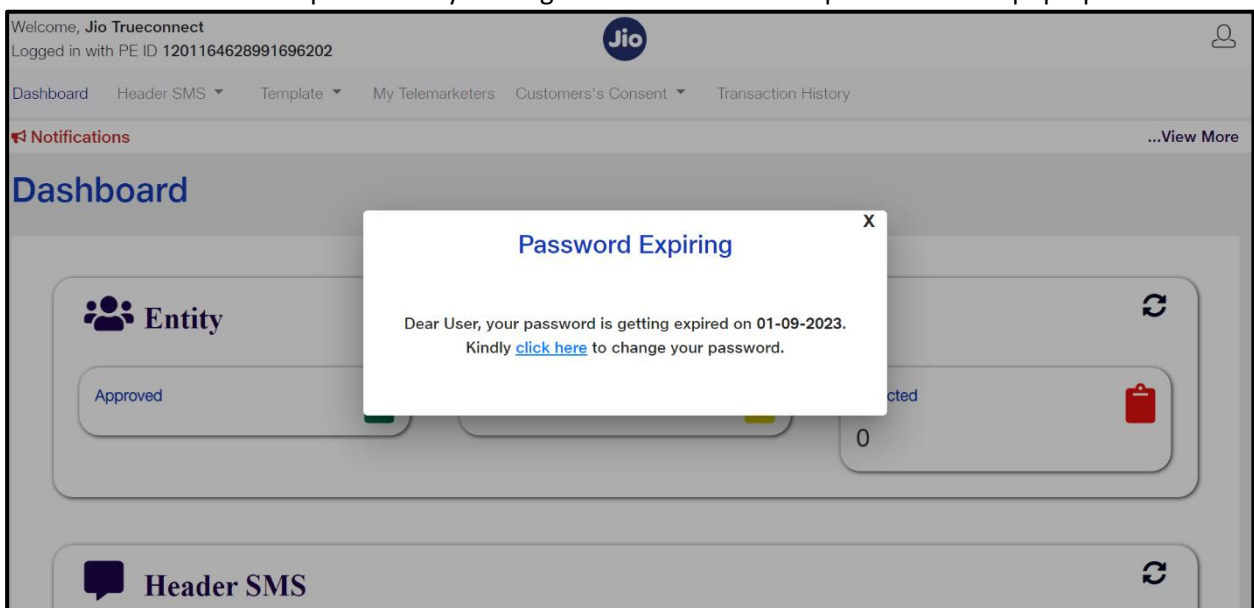 Welcome, Jio Trueconnect
Logged in with PE ID 1201164628991696202
Jio
Dashboard Header SMS Template My Telemarketers Customers's Consent Transaction History
Notifications ...View More
Dashboard
X
Password Expiring
Dear User, your password is getting expired on 01-09-2023.
Kindly click here to change your password.
Entity
Approved
cted
0
Header SMS